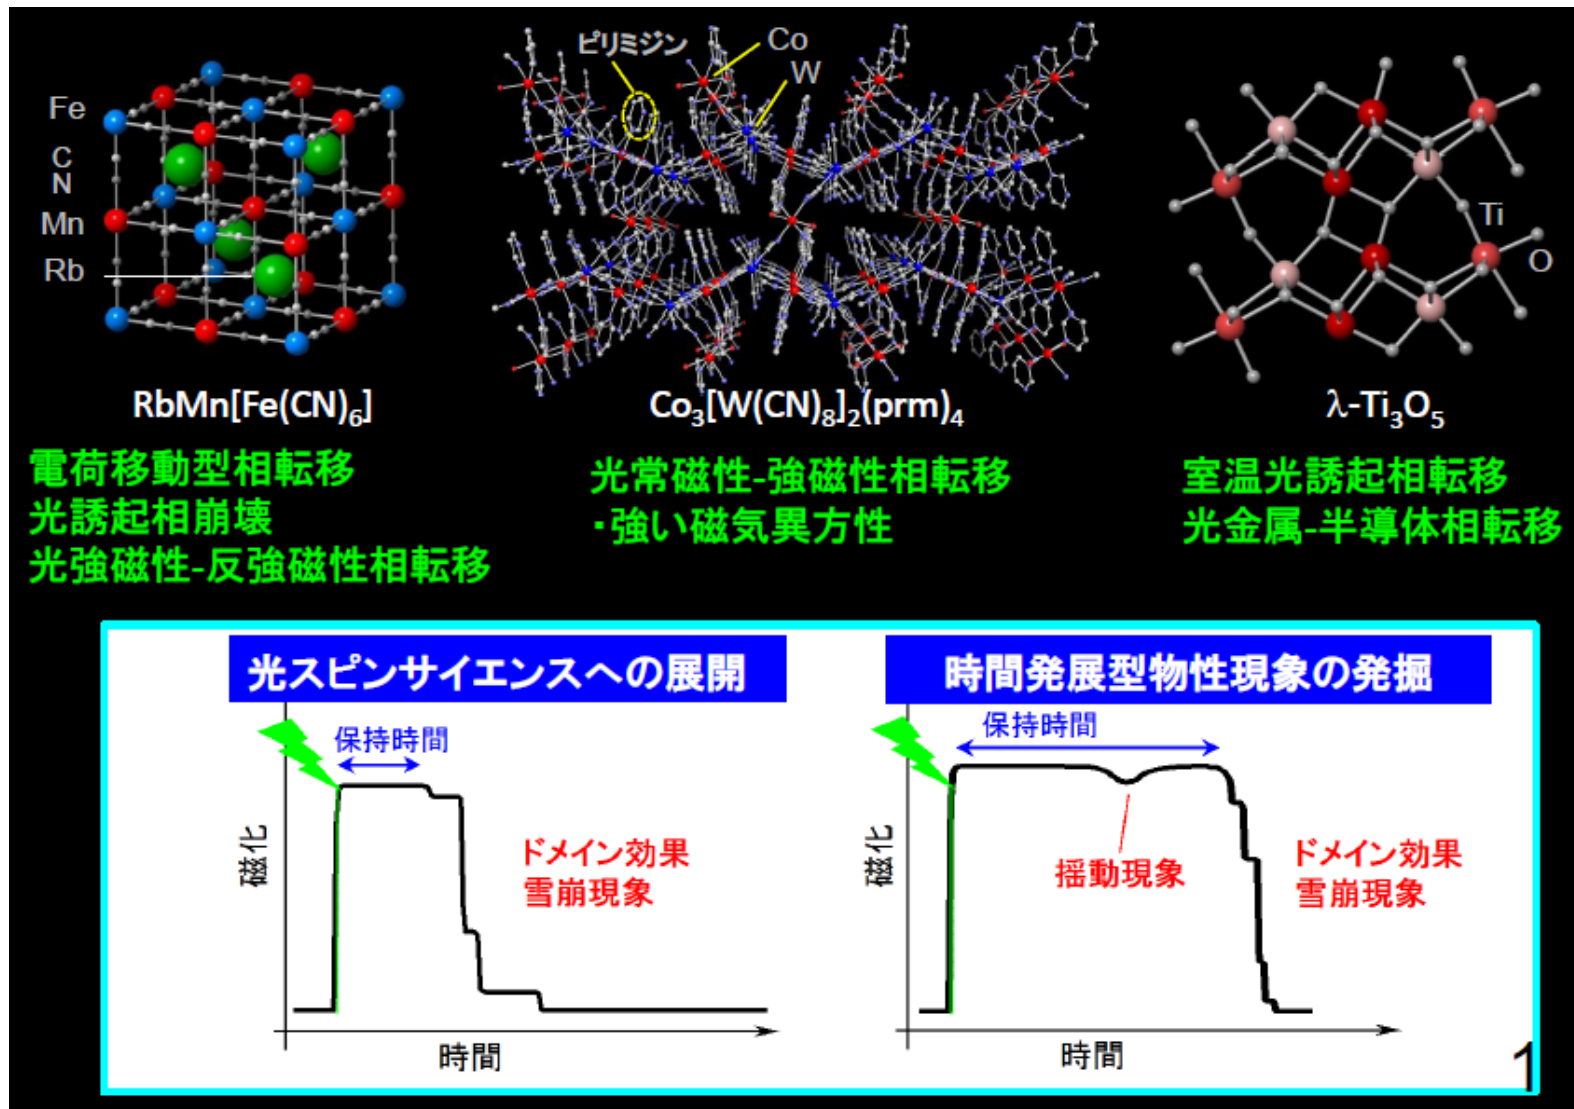 Fe
C
N
Mn
Rb
RbMn[Fe(CN)₆]
電荷移動型相転移
光誘起相崩壊
光強磁性-反強磁性相転移
ピリミジン
Co
W
Co₃[W(CN)₈]₂(prm)₄
光常磁性-強磁性相転移
・強い磁気異方性
Ti
O
λ-Ti₃O₅
室温光誘起相転移
光金属-半導体相転移
光スピンサイエンスへの展開
保持時間
磁化
ドメイン効果
雪崩現象
時間
時間発展型物性現象の発掘
保持時間
磁化
揺動現象
ドメイン効果
雪崩現象
時間
1